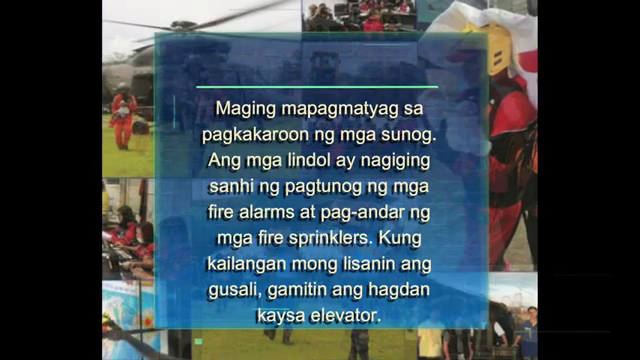 Maging mapagmatyag sa
pagkakaroon ng mga sunog.
Ang mga lindol ay nagiging
sanhi ng pagtunog ng mga
fire alarms at pag-andar ng
mga fire sprinklers. Kung
kailangan mong lisanin ang
gusali, gamitin ang hagdan
kaysa elevator.